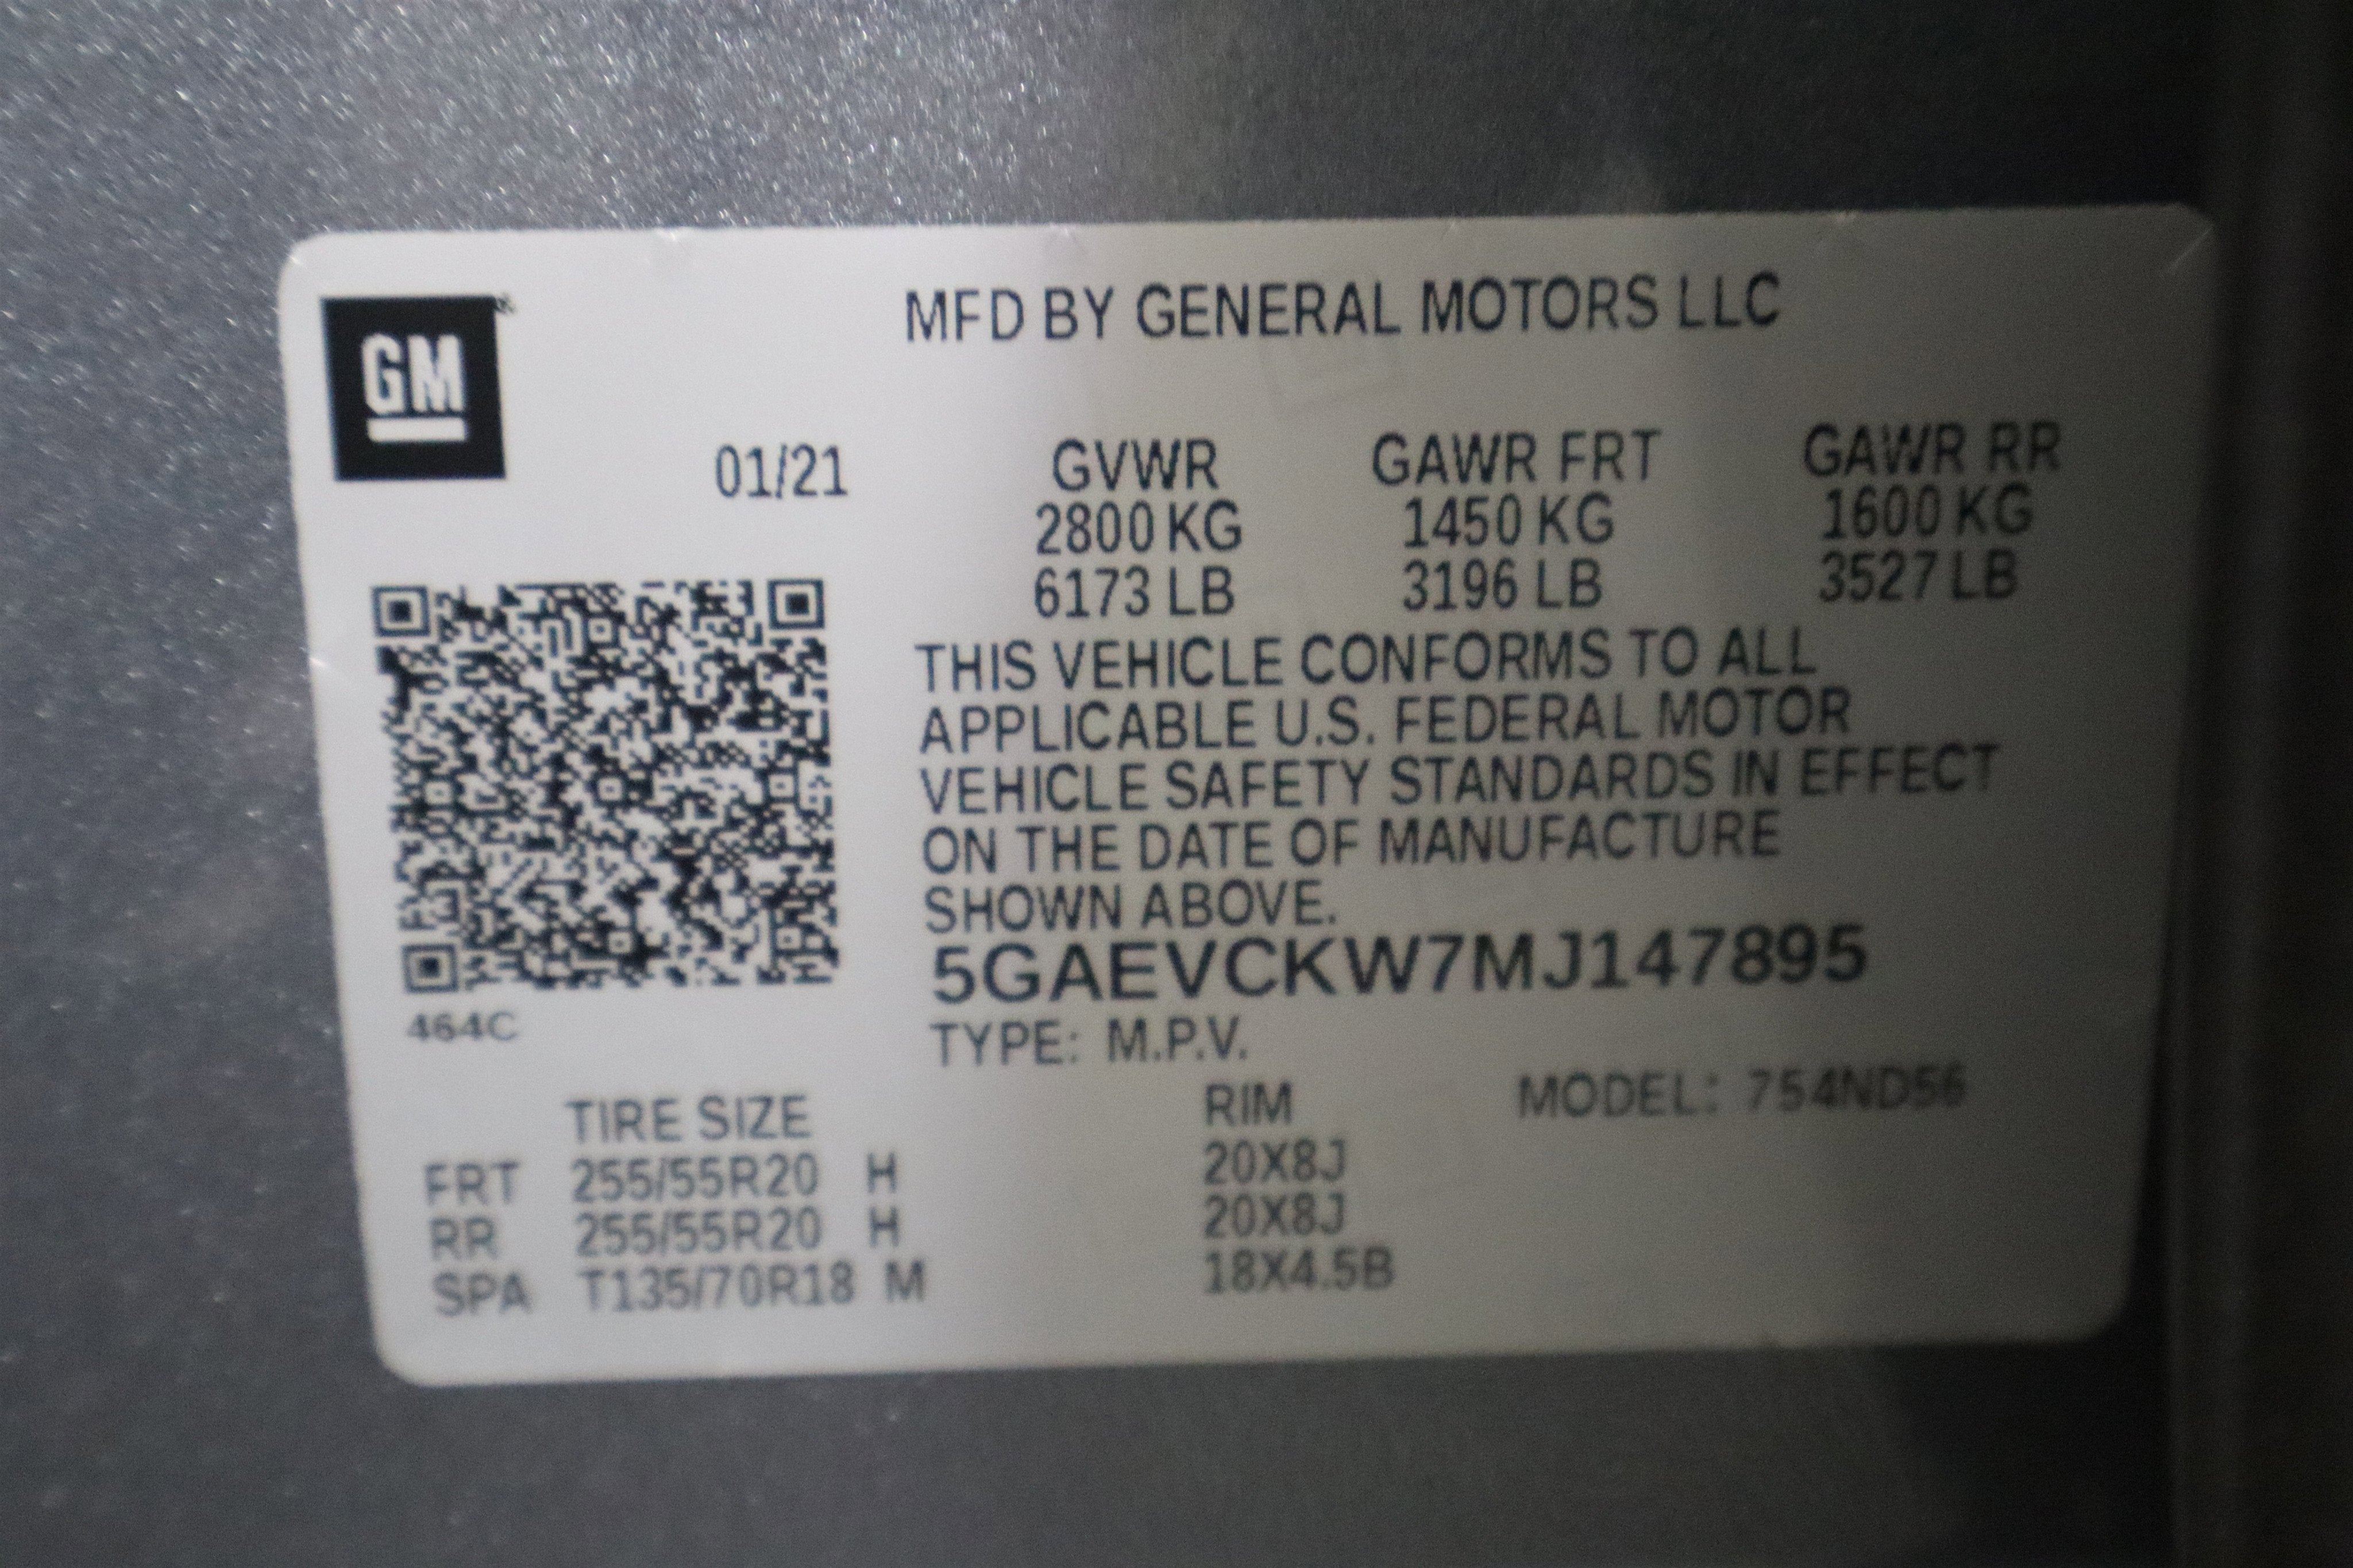 GM
MFD BY GENERAL MOTORS LLC
01/21 GVWR GAWR FRT GAWR RR
2800 KG 1450 KG 1600 KG
6173 LB 3196 LB 3527 LB
THIS VEHICLE CONFORMS TO ALL
APPLICABLE U.S. FEDERAL MOTOR
VEHICLE SAFETY STANDARDS IN EFFECT
ON THE DATE OF MANUFACTURE
SHOWN ABOVE.
5GAEVCKW7MJ147895
464C
TYPE: M.P.V.
TIRE SIZE RIM MODEL: 754ND56
FRT 255/55R20 H 20X8J
RR 255/55R20 H 20X8J
SPA T135/70R18 M 18X4.5B